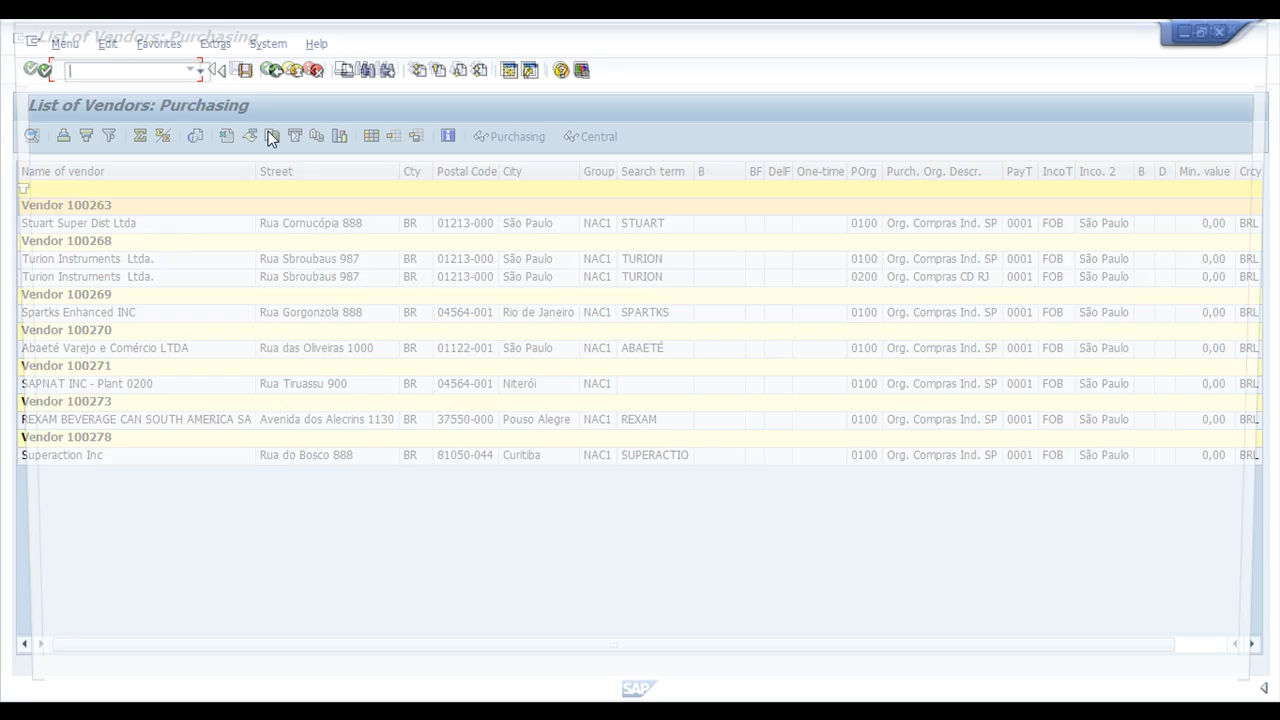 List of Vendors: Purchasing
Menu Edit Favorites Extras System Help
List of Vendors: Purchasing
Purchasing Central
Name of vendor Street Cty Postal Code City Group Search term B BF DelF One-time POrg Purch. Org. Descr. PayT IncoT Inco. 2 B D Min. value Crcy
Vendor 100263
Stuart Super Dist Ltda Rua Cornucópia 888 BR 01213-000 São Paulo NAC1 STUART 0100 Org. Compras Ind. SP 0001 FOB São Paulo 0,00 BRL
Vendor 100268
Turion Instruments Ltda. Rua Sbroubaus 987 BR 01213-000 São Paulo NAC1 TURION 0100 Org. Compras Ind. SP 0001 FOB São Paulo 0,00 BRL
Turion Instruments Ltda. Rua Sbroubaus 987 BR 01213-000 São Paulo NAC1 TURION 0200 Org. Compras CD RJ 0001 FOB São Paulo 0,00 BRL
Vendor 100269
Spartks Enhanced INC Rua Gorgonzola 888 BR 04564-001 Rio de Janeiro NAC1 SPARTKS 0100 Org. Compras Ind. SP 0001 FOB São Paulo 0,00 BRL
Vendor 100270
Abaeté Varejo e Comércio LTDA Rua das Oliveiras 1000 BR 01122-001 São Paulo NAC1 ABAETÉ 0100 Org. Compras Ind. SP 0001 FOB São Paulo 0,00 BRL
Vendor 100271
SAPNAT INC - Plant 0200 Rua Tiruassu 900 BR 04564-001 Niterói NAC1 0100 Org. Compras Ind. SP 0001 FOB São Paulo 0,00 BRL
Vendor 100273
REXAM BEVERAGE CAN SOUTH AMERICA SA Avenida dos Alecrins 1130 BR 37550-000 Pouso Alegre NAC1 REXAM 0100 Org. Compras Ind. SP 0001 FOB São Paulo 0,00 BRL
Vendor 100278
Superaction Inc Rua do Bosco 888 BR 81050-044 Curitiba NAC1 SUPERACTIO 0100 Org. Compras Ind. SP 0001 FOB São Paulo 0,00 BRL
SAP